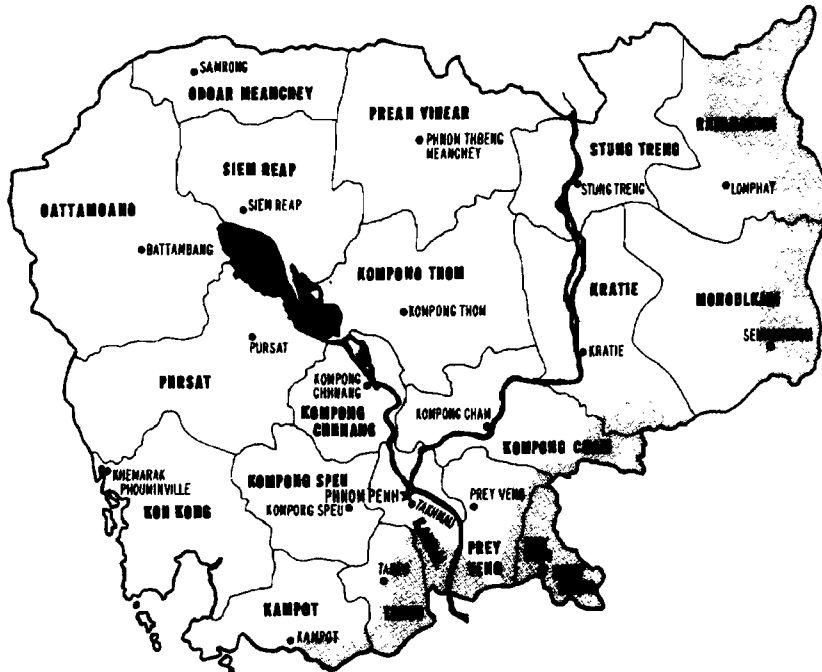 SAMRONG
ODDAR MEANCHEY
PREAH VIHEAR
PHNOM THBENG
MEANCHEY
STUNG TRENG
STUNG TRENG
LOMPHAT
SIEM REAP
SIEM REAP
BATTAMBANG
BATTAMBANG
KOMPONG THOM
KOMPONG THOM
KRATIE
KRATIE
PURSAT
PURSAT
KOMPONG
CHHNANG
KOMPONG
CHHNANG
KOMPONG CHAM
KOMPONG CHAM
KHEMARAK
PHOUMINVILLE
KOH KONG
KOMPONG SPEU
KOMPONG SPEU
PHNOM PENH
TAKHMAU
PREY VENG
PREY
VENG
KAMPOT
KAMPOT